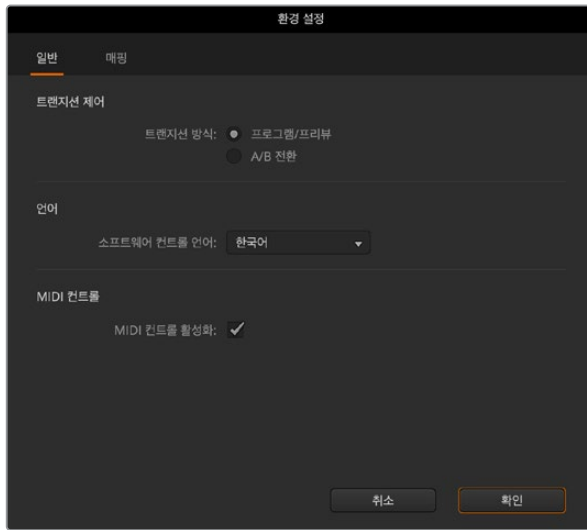 환경 설정
일반 매핑
트랜지션 제어
트랜지션 방식: 프로그램/프리뷰
A/B 전환
언어
소프트웨어 컨트롤 언어: 한국어
MIDI 컨트롤
MIDI 컨트롤 활성화:
취소 확인